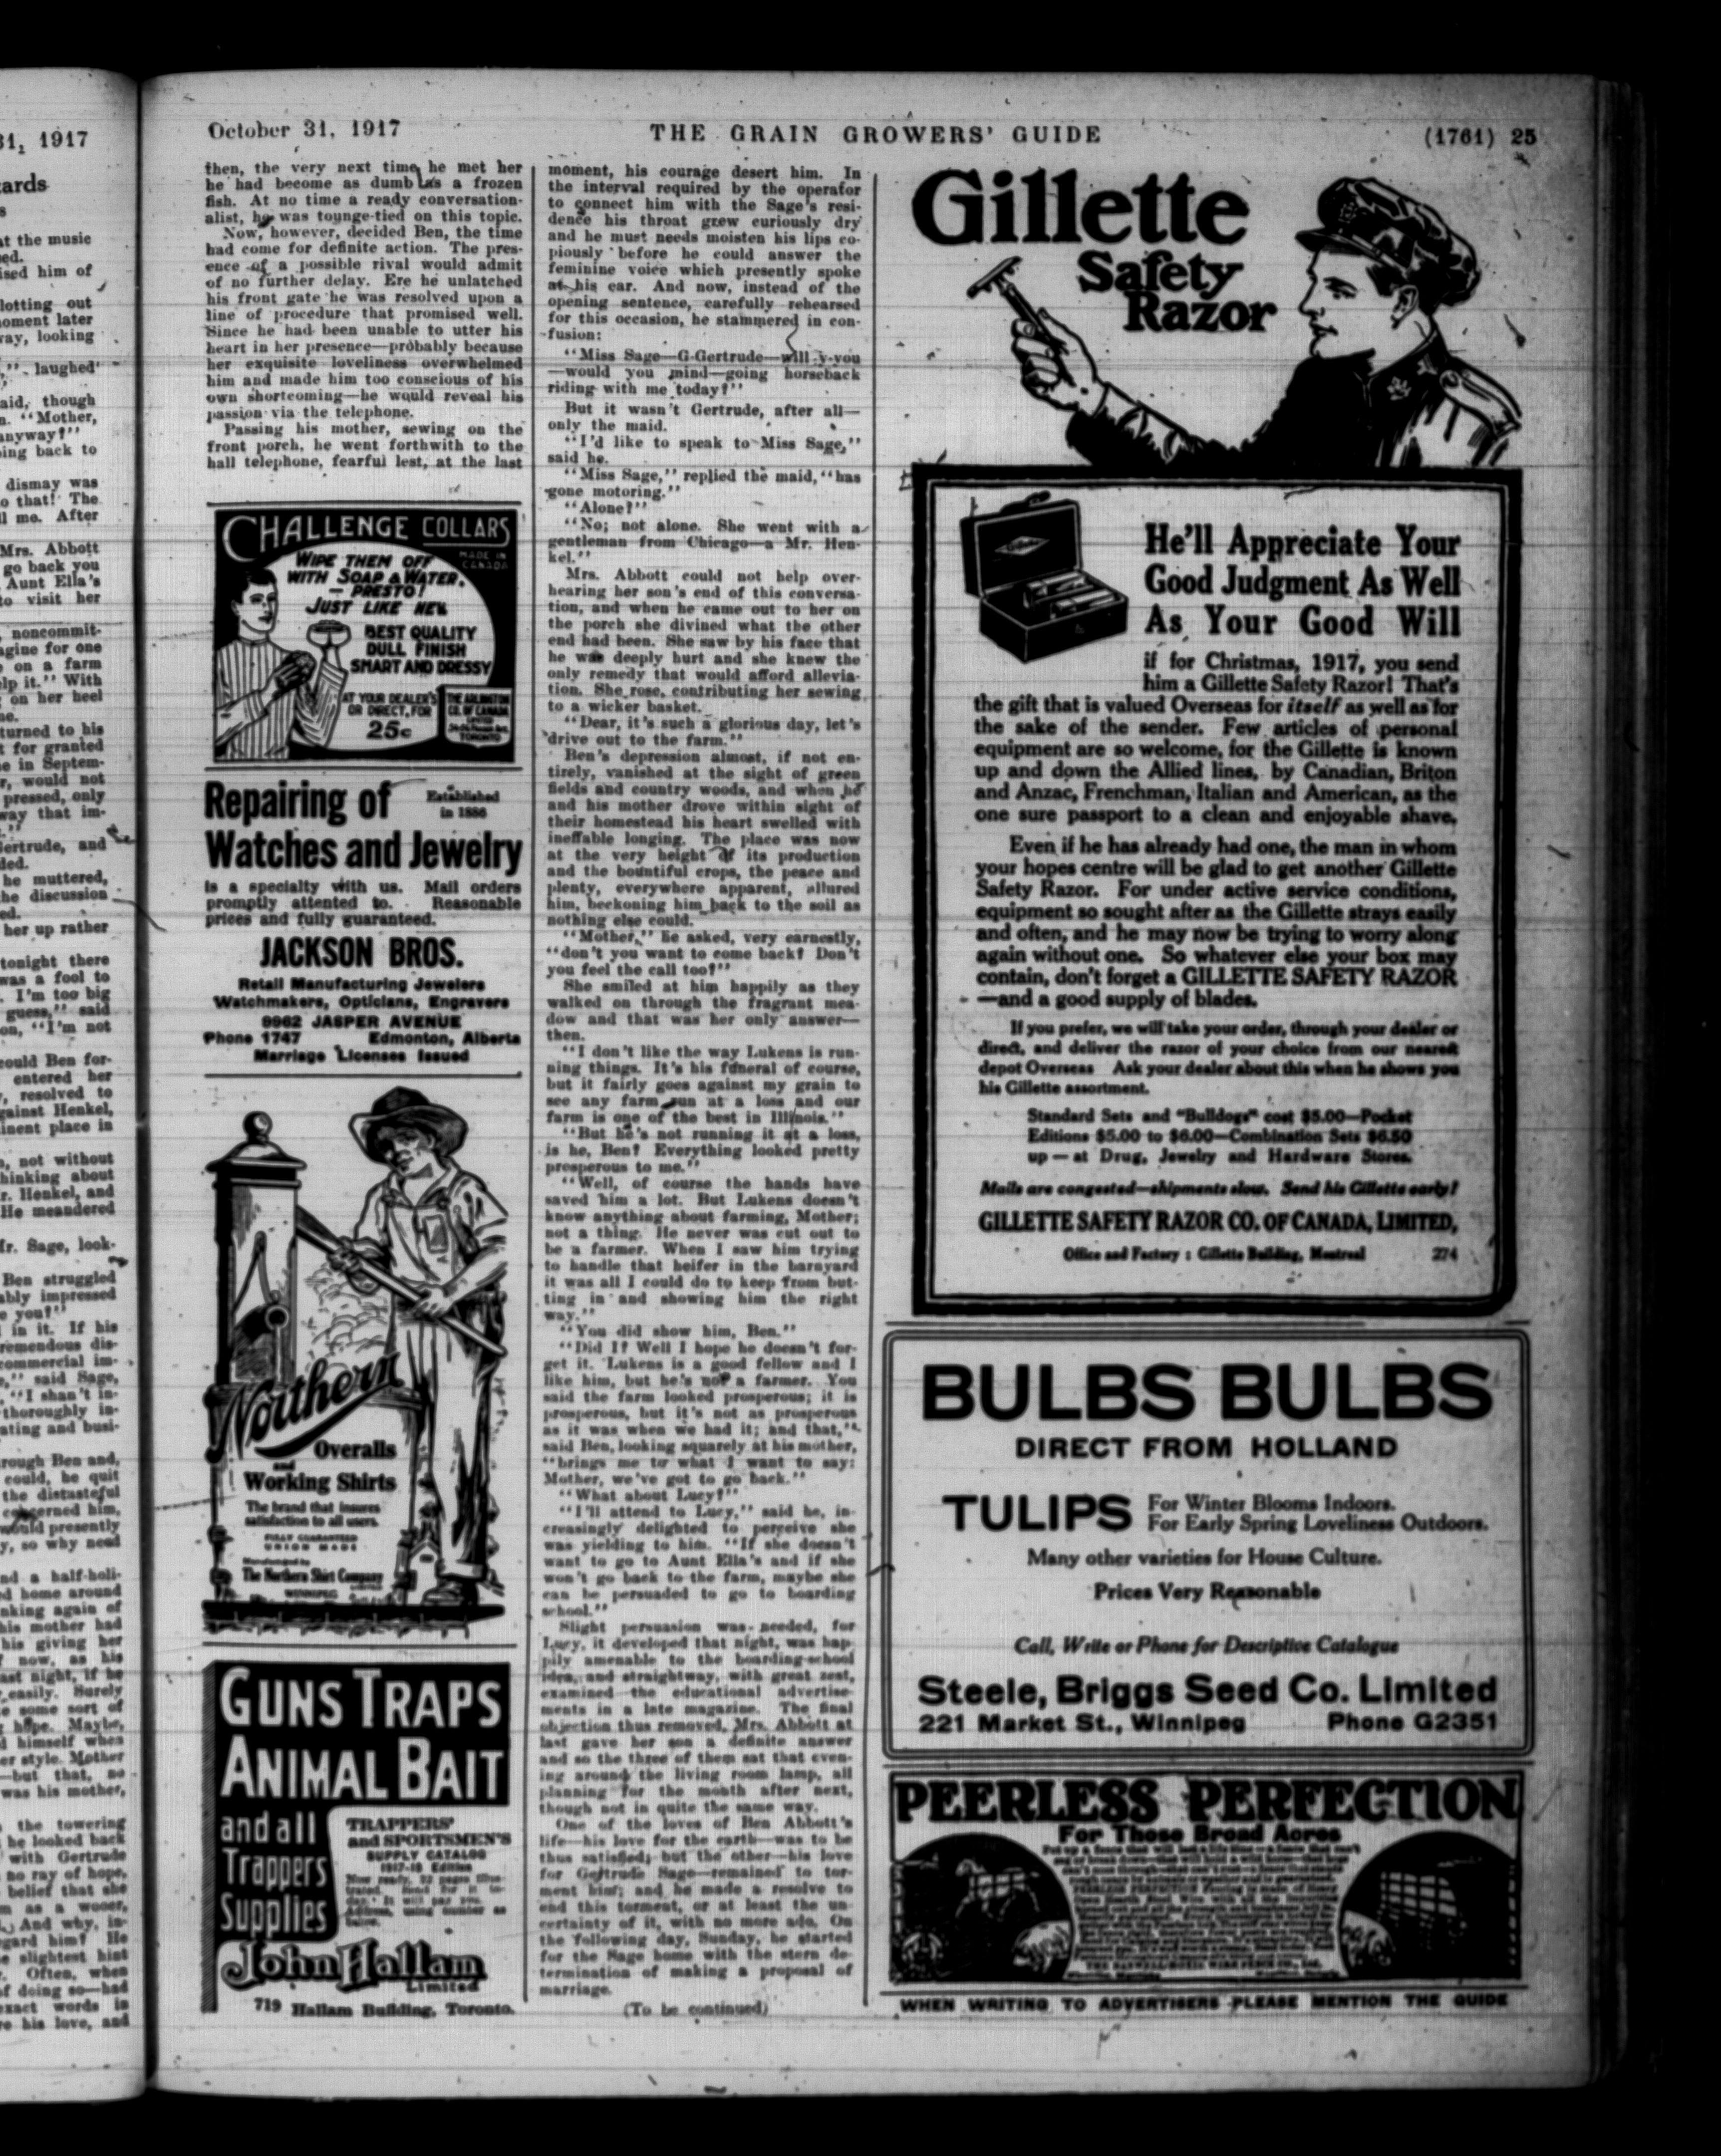 October 31, 1917
THE GRAIN GROWERS' GUIDE
(1761) 25
then, the very next time he met her
he had become as dumb as a frozen
fish. At no time a ready conversation-
alist, he was tounge-tied on this topic.
Now, however, decided Ben, the time
had come for definite action. The pres-
ence of a possible rival would admit
of no further delay. Ere he unlatched
his front gate he was resolved upon a
line of procedure that promised well.
Since he had been unable to utter his
heart in her presence—probably because
her exquisite loveliness overwhelmed
him and made him too conscious of his
own shortcoming—he would reveal his
passion via the telephone.
Passing his mother, sewing on the
front porch, he went forthwith to the
hall telephone, fearful lest, at the last
CHALLENGE COLLARS
MADE IN
CANADA
WIPE THEM OFF
WITH SOAP & WATER.
— PRESTO!
JUST LIKE NEW
BEST QUALITY
DULL FINISH
SMART AND DRESSY
AT YOUR DEALER'S
OR DIRECT, FOR
25c
THE ARLINGTON
CO. OF CANADA
LIMITED
TORONTO
Repairing of
Established
in 1886
Watches and Jewelry
is a specialty with us. Mail orders
promptly attented to. Reasonable
prices and fully guaranteed.
JACKSON BROS.
Retail Manufacturing Jewelers
Watchmakers, Opticians, Engravers
9962 JASPER AVENUE
Phone 1747 Edmonton, Alberta
Marriage Licenses Issued
Northern
Overalls
and
Working Shirts
The brand that insures
satisfaction to all users.
FULLY GUARANTEED
UNION MADE
Manufactured by
The Northern Shirt Company
LIMITED
WINNIPEG
GUNS TRAPS
ANIMAL BAIT
and all
Trappers
Supplies
TRAPPERS'
and SPORTSMEN'S
SUPPLY CATALOG
1917-18 Edition
Now ready, 32 pages illus-
trated. Send for it to-
day. It will pay you.
Address, using number as
below.
John Hallam
Limited
719 Hallam Building, Toronto.
moment, his courage desert him. In
the interval required by the operator
to connect him with the Sage's resi-
dence his throat grew curiously dry
and he must needs moisten his lips co-
piously before he could answer the
feminine voice which presently spoke
at his ear. And now, instead of the
opening sentence, carefully rehearsed
for this occasion, he stammered in con-
fusion:
"Miss Sage—G-Gertrude—will y-you
—would you mind—going horseback
riding with me today?"
But it wasn't Gertrude, after all—
only the maid.
"I'd like to speak to Miss Sage,"
said he.
"Miss Sage," replied the maid, "has
gone motoring."
"Alone?"
"No; not alone. She went with a
gentleman from Chicago—a Mr. Hen-
kel."
Mrs. Abbott could not help over-
hearing her son's end of this conversa-
tion, and when he came out to her on
the porch she divined what the other
end had been. She saw by his face that
he was deeply hurt and she knew the
only remedy that would afford allevia-
tion. She rose, contributing her sewing
to a wicker basket.
"Dear, it's such a glorious day, let's
drive out to the farm."
Ben's depression almost, if not en-
tirely, vanished at the sight of green
fields and country woods, and when he
and his mother drove within sight of
their homestead his heart swelled with
ineffable longing. The place was now
at the very height of its production
and the bountiful crops, the peace and
plenty, everywhere apparent, allured
him, beckoning him back to the soil as
nothing else could.
"Mother," he asked, very earnestly,
"don't you want to come back? Don't
you feel the call too?"
She smiled at him happily as they
walked on through the fragrant mea-
dow and that was her only answer—
then.
"I don't like the way Lukens is run-
ning things. It's his funeral of course,
but it fairly goes against my grain to
see any farm run at a loss and our
farm is one of the best in Illinois."
"But he's not running it at a loss,
is he, Ben? Everything looked pretty
prosperous to me."
"Well, of course the hands have
saved him a lot. But Lukens doesn't
know anything about farming, Mother;
not a thing. He never was cut out to
be a farmer. When I saw him trying
to handle that heifer in the barnyard
it was all I could do to keep from but-
ting in and showing him the right
way."
"You did show him, Ben."
"Did I? Well I hope he doesn't for-
get it. Lukens is a good fellow and I
like him, but he's not a farmer. You
said the farm looked prosperous; it is
prosperous, but it's not as prosperous
as it was when we had it; and that,"
said Ben, looking squarely at his mother,
"brings me to what I want to say:
Mother, we've got to go back."
"What about Lucy?"
"I'll attend to Lucy," said he, in-
creasingly delighted to perceive she
was yielding to him. "If she doesn't
want to go to Aunt Ella's and if she
won't go back to the farm, maybe she
can be persuaded to go to boarding
school."
Slight persuasion was needed, for
Lucy, it developed that night, was hap-
pily amenable to the boarding-school
idea, and straightway, with great zest,
examined the educational advertise-
ments in a late magazine. The final
objection thus removed, Mrs. Abbott at
last gave her son a definite answer
and so the three of them sat that even-
ing around the living room lamp, all
planning for the month after next,
though not in quite the same way.
One of the loves of Ben Abbott's
life—his love for the earth—was to be
thus satisfied; but the other—his love
for Gertrude Sage—remained to tor-
ment him; and he made a resolve to
end this torment, or at least the un-
certainty of it, with no more ado. On
the following day, Sunday, he started
for the Sage home with the stern de-
termination of making a proposal of
marriage.
(To be continued)
Gillette
Safety
Razor
He'll Appreciate Your
Good Judgment As Well
As Your Good Will
if for Christmas, 1917, you send
him a Gillette Safety Razor! That's
the gift that is valued Overseas for itself as well as for
the sake of the sender. Few articles of personal
equipment are so welcome, for the Gillette is known
up and down the Allied lines, by Canadian, Briton
and Anzac, Frenchman, Italian and American, as the
one sure passport to a clean and enjoyable shave.
Even if he has already had one, the man in whom
your hopes centre will be glad to get another Gillette
Safety Razor. For under active service conditions,
equipment so sought after as the Gillette strays easily
and often, and he may now be trying to worry along
again without one. So whatever else your box may
contain, don't forget a GILLETTE SAFETY RAZOR
—and a good supply of blades.
If you prefer, we will take your order, through your dealer or
direct, and deliver the razor of your choice from our nearest
depot Overseas Ask your dealer about this when he shows you
his Gillette assortment.
Standard Sets and "Bulldogs" cost $5.00—Pocket
Editions $5.00 to $6.00—Combination Sets $6.50
up — at Drug, Jewelry and Hardware Stores.
Mails are congested—shipments slow. Send his Gillette early!
GILLETTE SAFETY RAZOR CO. OF CANADA, LIMITED,
Office and Factory: Gillette Building, Montreal 274
BULBS BULBS
DIRECT FROM HOLLAND
TULIPS
For Winter Blooms Indoors.
For Early Spring Loveliness Outdoors.
Many other varieties for House Culture.
Prices Very Reasonable
Call, Write or Phone for Descriptive Catalogue
Steele, Briggs Seed Co. Limited
221 Market St., Winnipeg Phone G2351
PEERLESS PERFECTION
For Those Broad Acres
WHEN WRITING TO ADVERTISERS PLEASE MENTION THE GUIDE